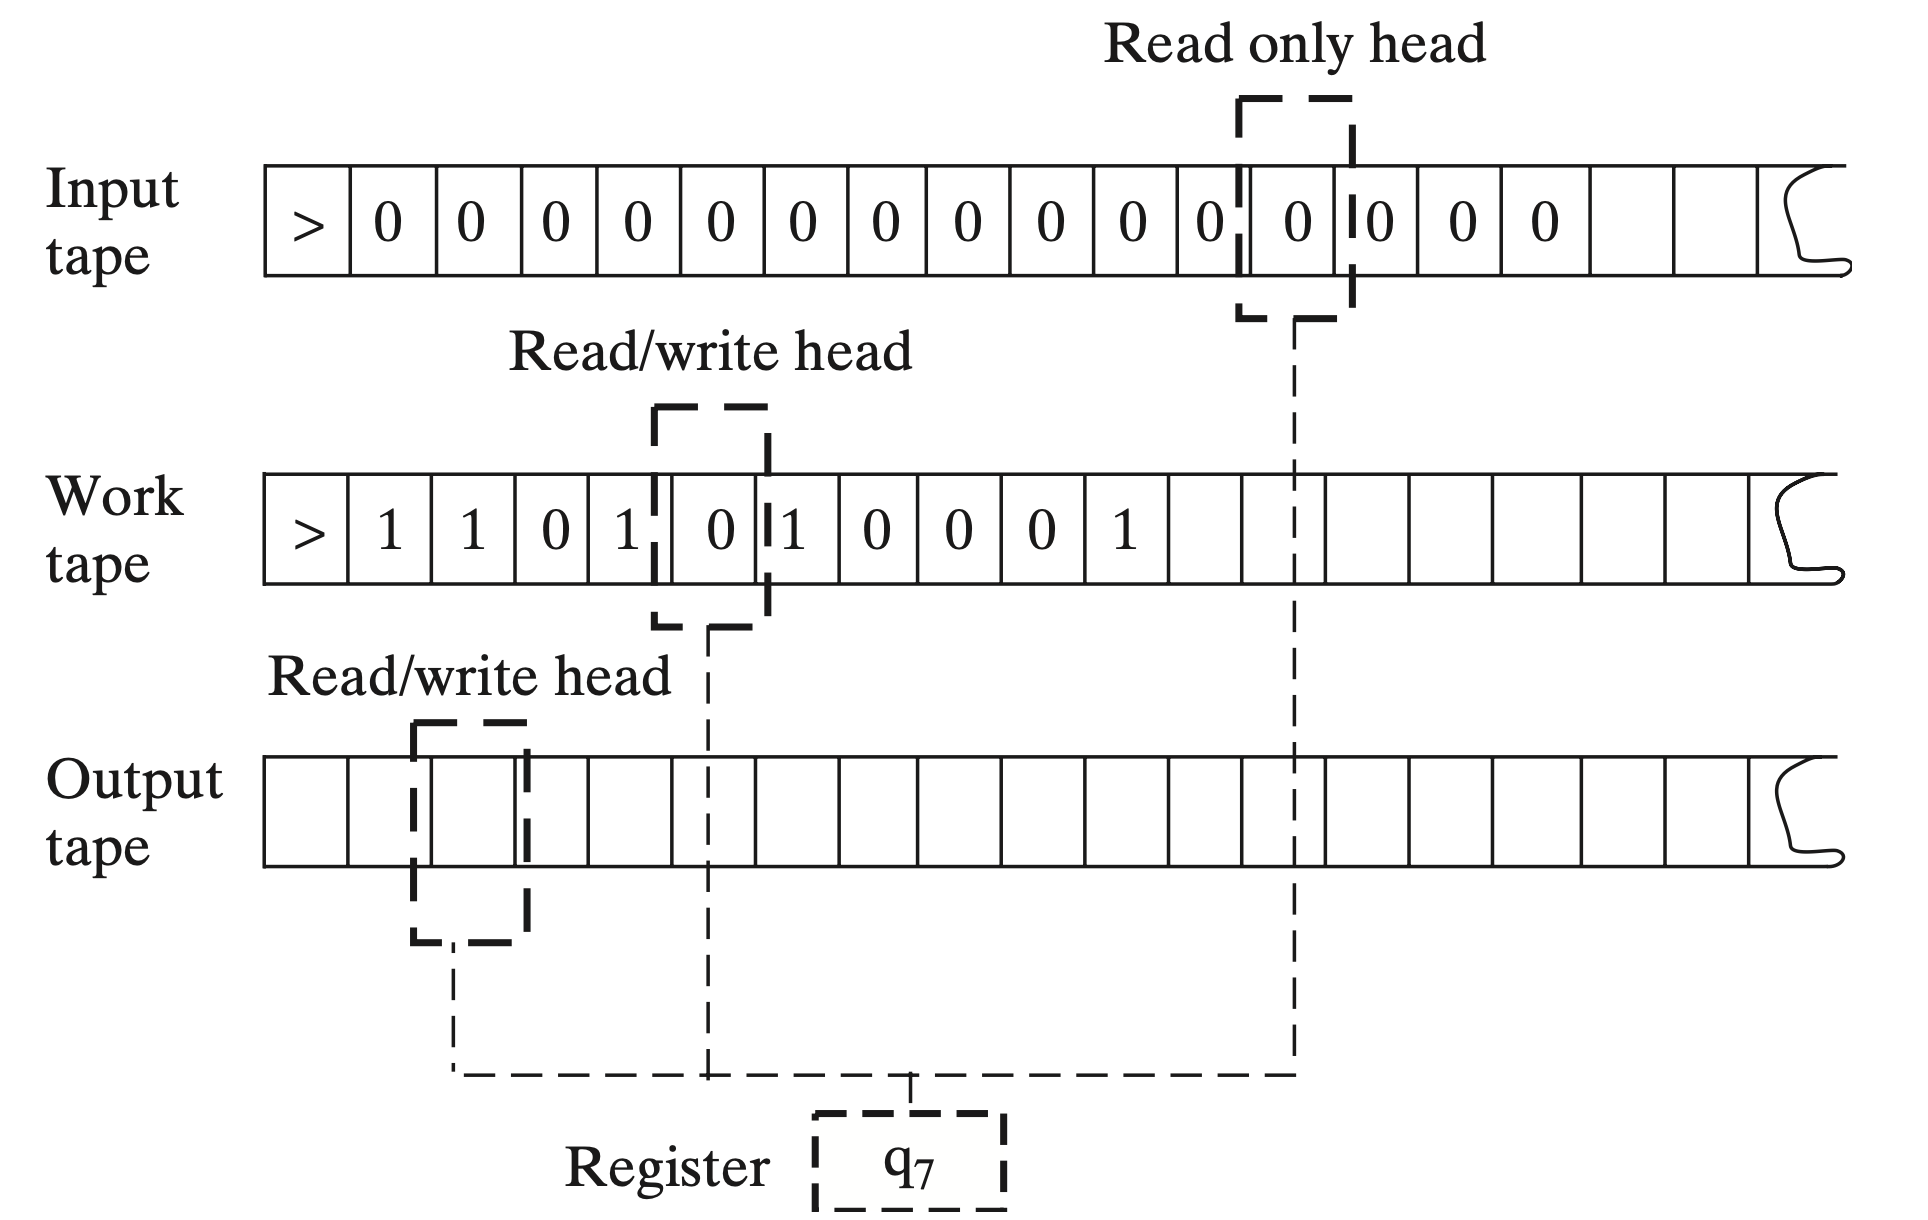 Read only head
Input tape
> 0 0 0 0 0 0 0 0 0 0 0 0 0 0 0
Read/write head
Work tape
> 1 1 0 1 0 1 0 0 0 1
Read/write head
Output tape
Register q7